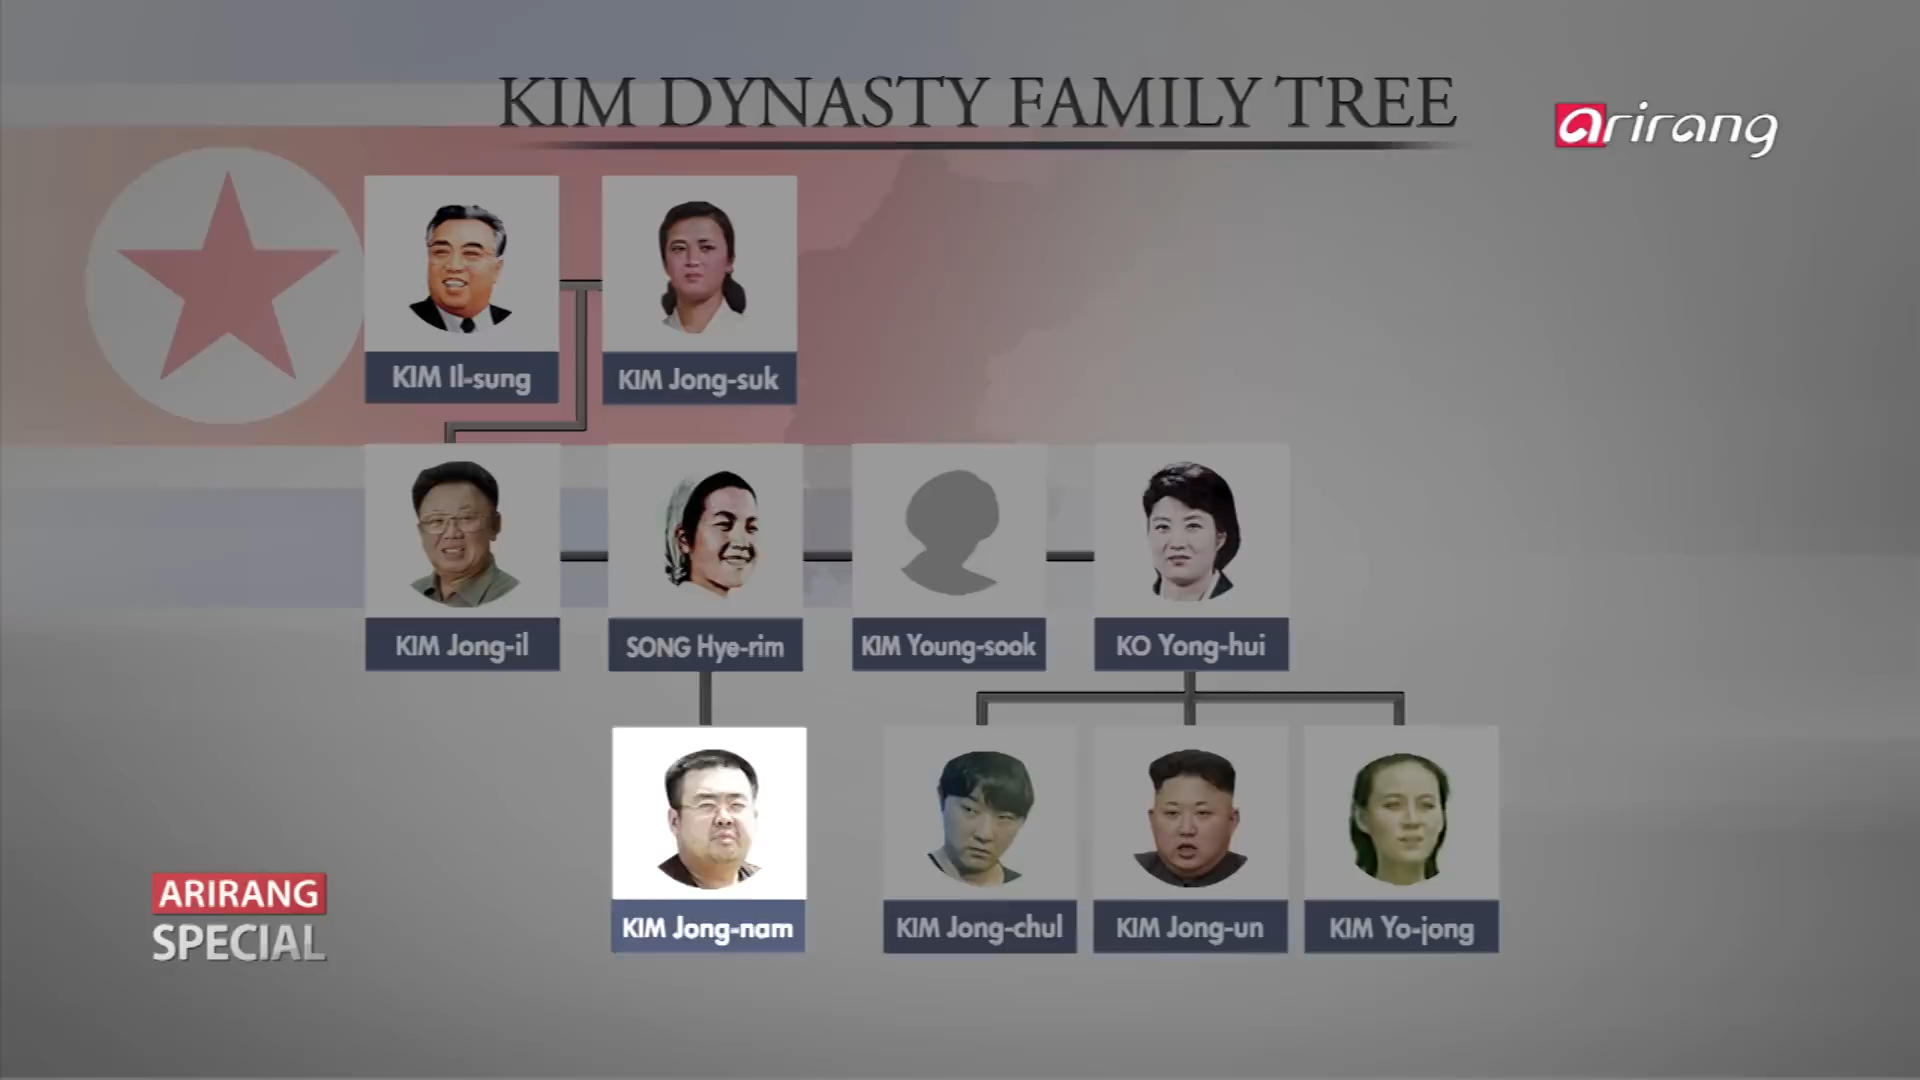 KIM DYNASTY FAMILY TREE
arirang
KIM Il-sung
KIM Jong-suk
KIM Jong-il
SONG Hye-rim
KIM Young-sook
KO Yong-hui
KIM Jong-nam
KIM Jong-chul
KIM Jong-un
KIM Yo-jong
ARIRANG
SPECIAL